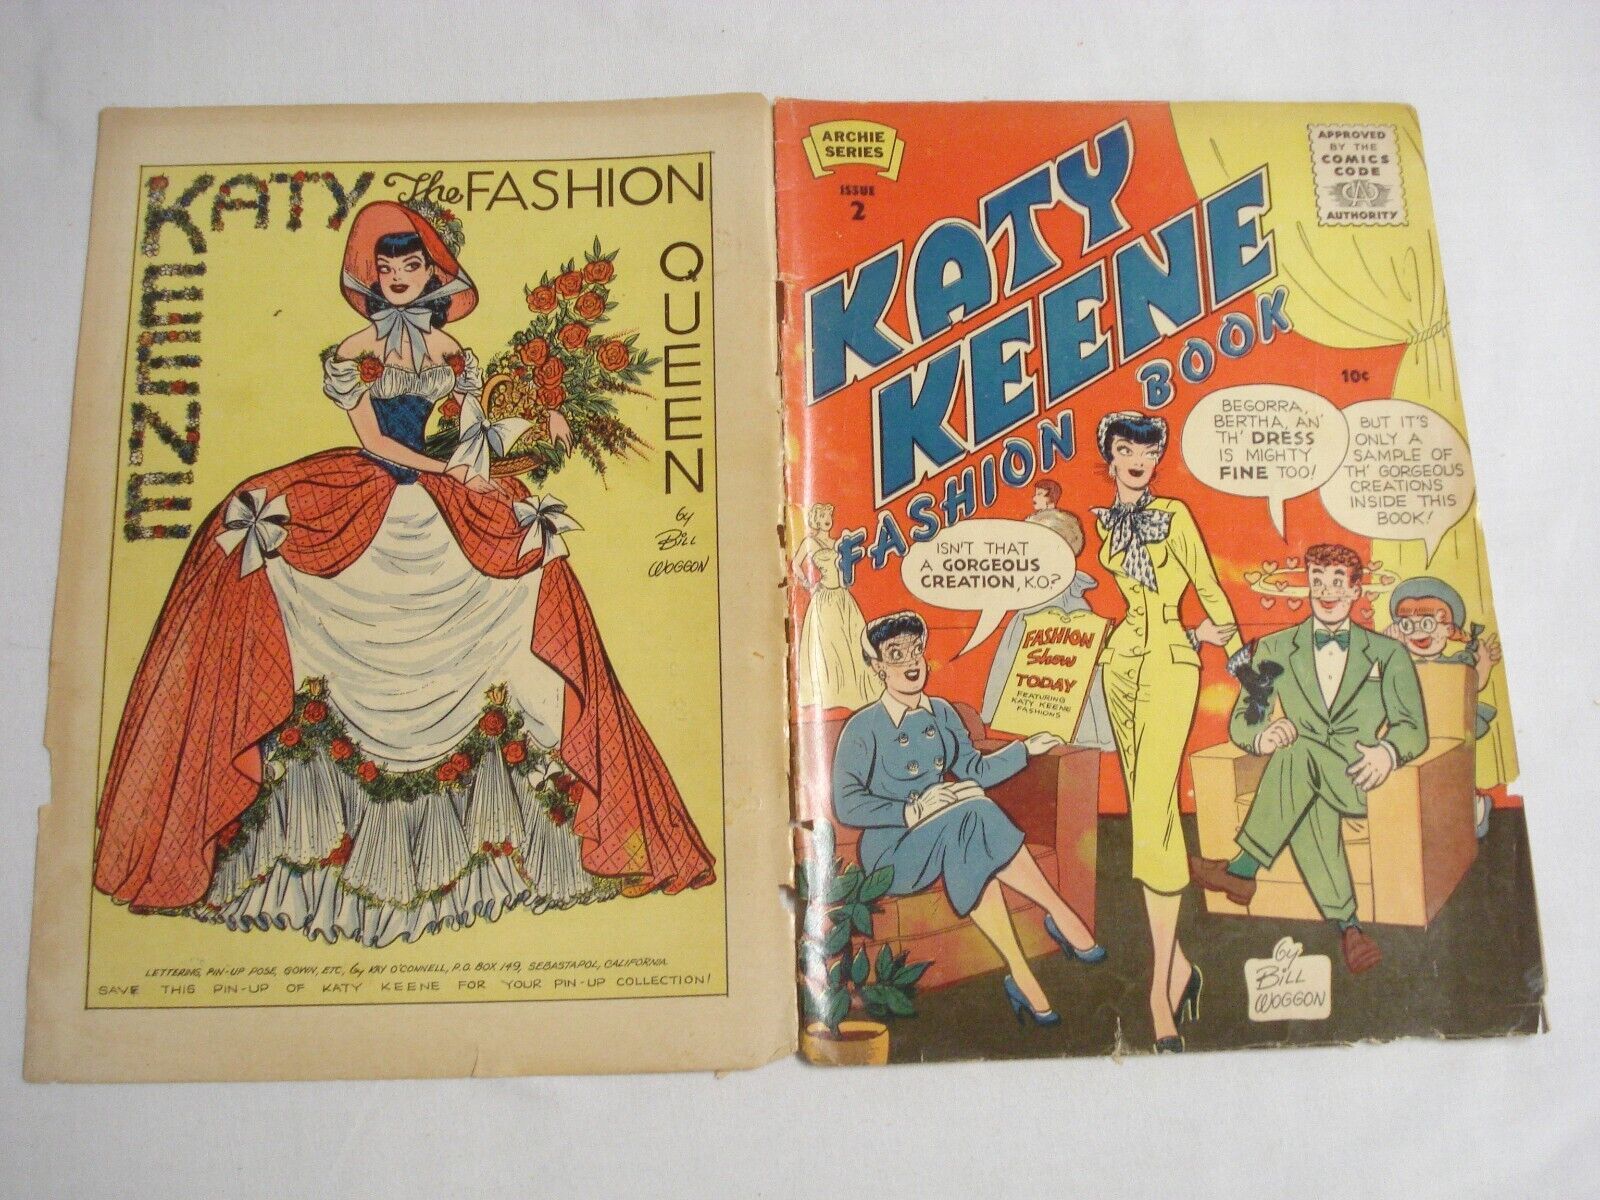 KATY The FASHION
KEENE
QUEEN
by
BILL
WOGGON
LETTERING, PIN-UP POSE, GOWN, ETC, by KAY O'CONNELL, P.O. BOX 149, SEBASTAPOL, CALIFORNIA.
SAVE THIS PIN-UP OF KATY KEENE FOR YOUR PIN-UP COLLECTION!
ARCHIE
SERIES
ISSUE
2
APPROVED
BY THE
COMICS
CODE
CA
AUTHORITY
KATY
KEENE
FASHION BOOK
10¢
BEGORRA,
BERTHA, AN'
TH' DRESS
IS MIGHTY
FINE TOO!
BUT IT'S
ONLY A
SAMPLE OF
TH' GORGEOUS
CREATIONS
INSIDE THIS
BOOK!
ISN'T THAT
A GORGEOUS
CREATION, K.O?
FASHION
Show
TODAY
FEATURING
KATY KEENE
FASHIONS
by
BILL
WOGGON